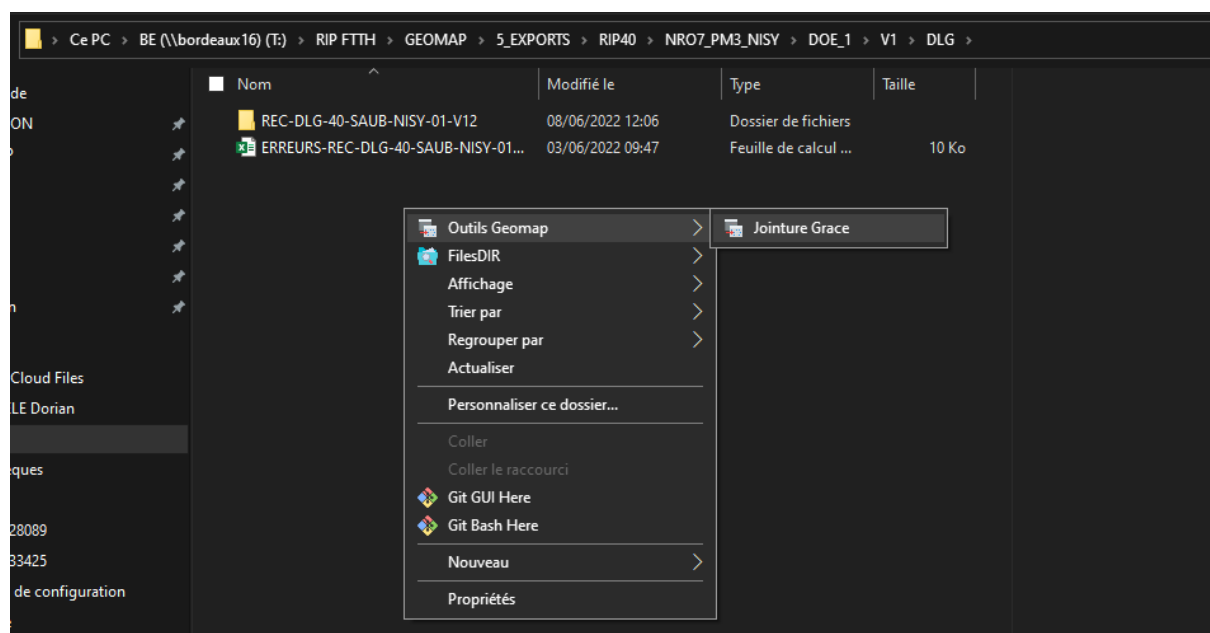 Ce PC > BE (\\bordeaux16) (T:) > RIP FTTH > GEOMAP > 5_EXPORTS > RIP40 > NRO7_PM3_NISY > DOE_1 > V1 > DLG >
Nom Modifié le Type Taille
REC-DLG-40-SAUB-NISY-01-V12 08/06/2022 12:06 Dossier de fichiers
ERREURS-REC-DLG-40-SAUB-NISY-01... 03/06/2022 09:47 Feuille de calcul ... 10 Ko
de
ON
n
Cloud Files
LE Dorian
èques
28089
33425
de configuration
Outils Geomap
Jointure Grace
FilesDIR
Affichage
Trier par
Regrouper par
Actualiser
Personnaliser ce dossier...
Coller
Coller le raccourci
Git GUI Here
Git Bash Here
Nouveau
Propriétés